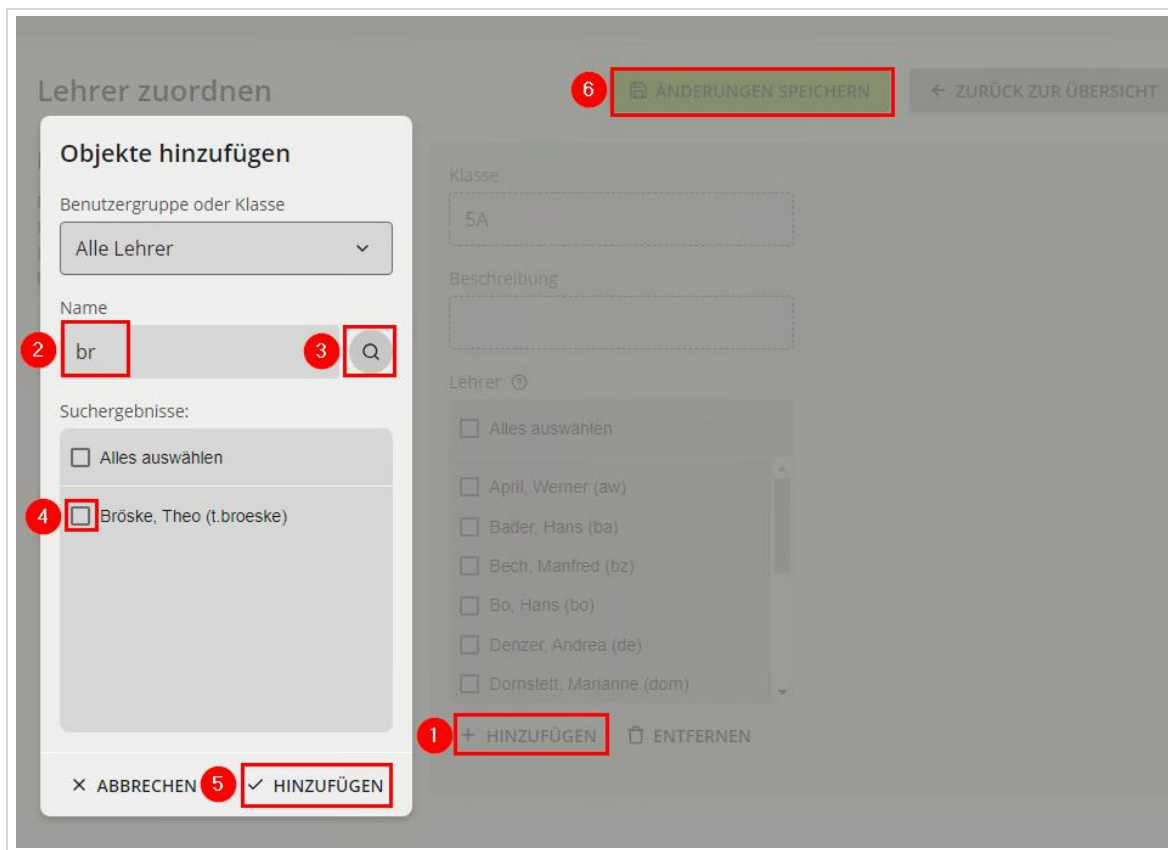 Lehrer zuordnen
6
ÄNDERUNGEN SPEICHERN
← ZURÜCK ZUR ÜBERSICHT
Objekte hinzufügen
Benutzergruppe oder Klasse
Alle Lehrer
Name
2
br
3
Suchergebnisse:
Alles auswählen
4
Bröske, Theo (t.broeske)
× ABBRECHEN
5
✓ HINZUFÜGEN
Klasse
5A
Beschreibung
Lehrer ?
Alles auswählen
April, Werner (aw)
Bader, Hans (ba)
Bech, Manfred (bz)
Bo, Hans (bo)
Denzer, Andrea (de)
Dornstett, Marianne (dorn)
1
+ HINZUFÜGEN
ENTFERNEN